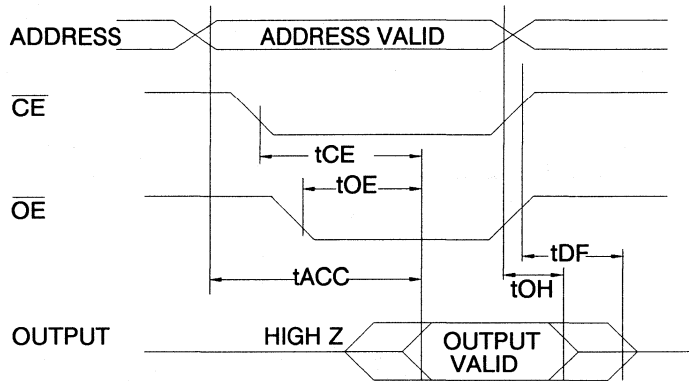 ADDRESS
ADDRESS VALID
CE
tCE
tOE
OE
tDF
tACC
tOH
OUTPUT
HIGH Z
OUTPUT
VALID